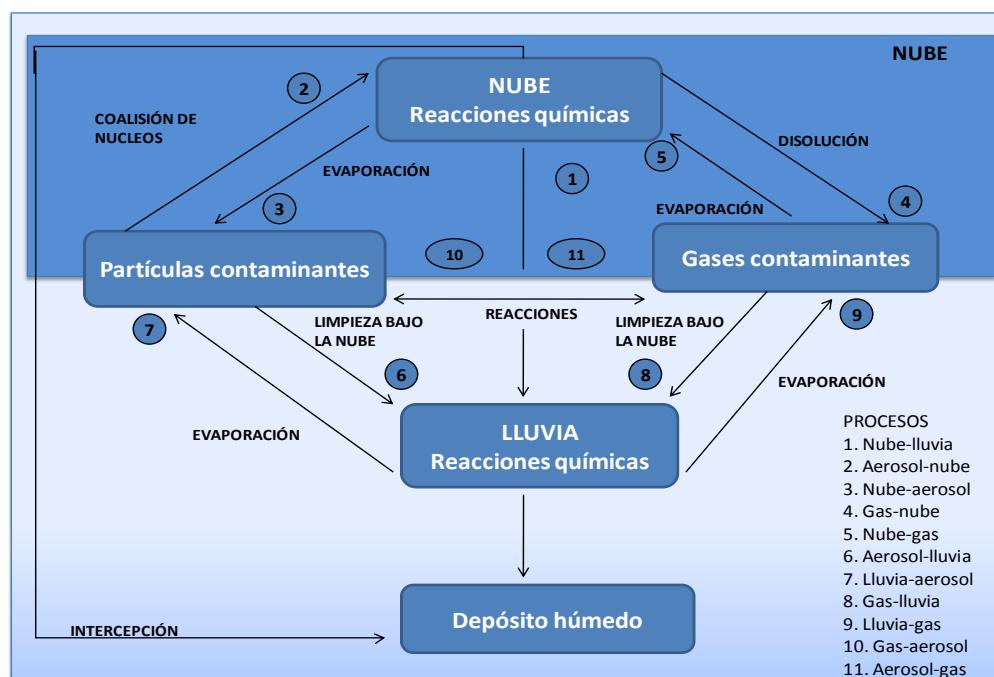 NUBE
NUBE
Reacciones químicas
2
COALISIÓN DE
NUCLEOS
DISOLUCIÓN
5
EVAPORACIÓN
1
3
EVAPORACIÓN
4
Partículas contaminantes
10
11
Gases contaminantes
7
LIMPIEZA BAJO
LA NUBE
REACCIONES
LIMPIEZA BAJO
LA NUBE
9
6
8
EVAPORACIÓN
EVAPORACIÓN
LLUVIA
Reacciones químicas
PROCESOS
1. Nube-lluvia
2. Aerosol-nube
3. Nube-aerosol
4. Gas-nube
5. Nube-gas
6. Aerosol-lluvia
7. Lluvia-aerosol
8. Gas-lluvia
9. Lluvia-gas
10. Gas-aerosol
11. Aerosol-gas
Depósito húmedo
INTERCEPCIÓN